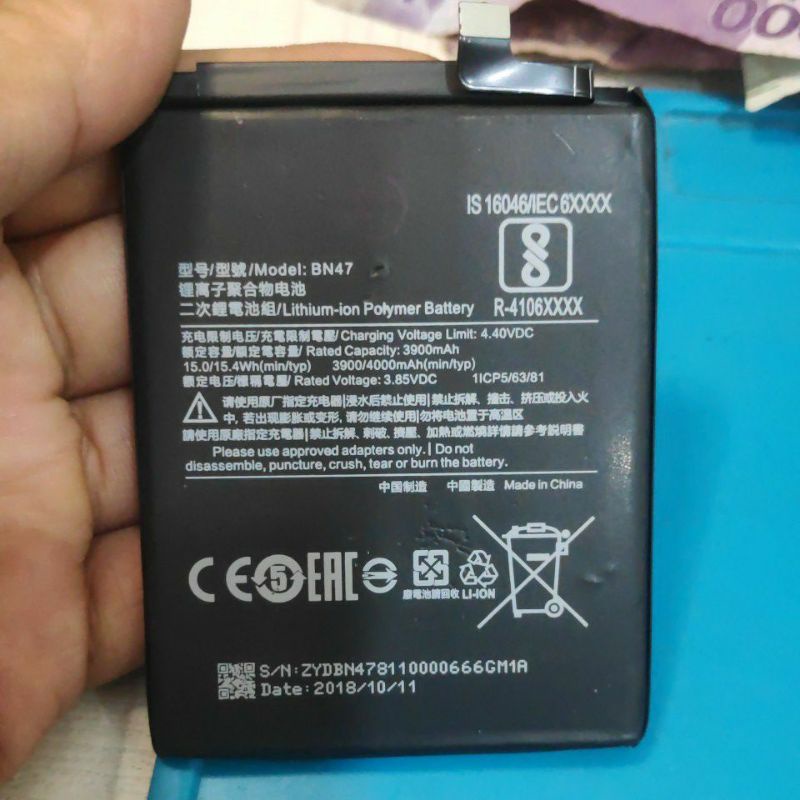 00
IS 16046/IEC 6XXXX
R-4106XXXX
型号/型號/Model: BN47
锂离子聚合物电池
二次鋰電池組/Lithium-ion Polymer Battery
充电限制电压/充電限制電壓/Charging Voltage Limit: 4.40VDC
额定容量/額定容量/Rated Capacity: 3900mAh
15.0/15.4Wh(min/typ) 3900/4000mAh(min/typ)
额定电压/標稱電壓/Rated Voltage: 3.85VDC 1ICP5/63/81
请使用原厂指定充电器|浸水后禁止使用|禁止拆解、撞击、挤压或投入火
中,若出现膨胀或变形,请勿继续使用|勿将电池置于高温区
請使用原廠指定充電器|禁止拆解、刺破、擠壓、加熱或燃燒詳情請參考說明書
Please use approved adapters only. | Do not
disassemble, puncture, crush, tear or burn the battery.
中国制造 中國製造 Made in China
CE 5 EAC
廢電池請回收 LI-ION
S/N:ZYDBN478110000666GM1A
Date:2018/10/11